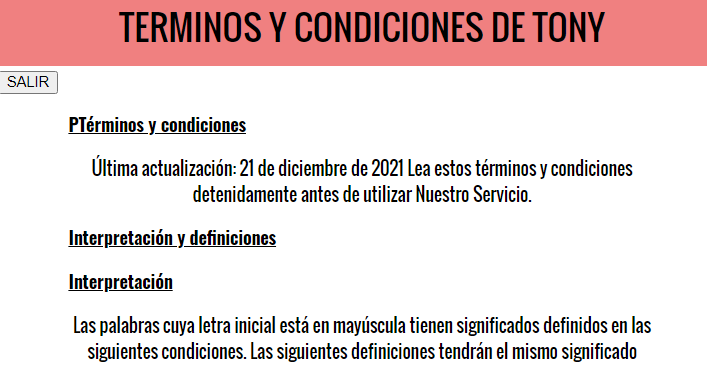 TERMINOS Y CONDICIONES DE TONY
SALIR
PTérminos y condiciones
Última actualización: 21 de diciembre de 2021 Lea estos términos y condiciones
detenidamente antes de utilizar Nuestro Servicio.
Interpretación y definiciones
Interpretación
Las palabras cuya letra inicial está en mayúscula tienen significados definidos en las
siguientes condiciones. Las siguientes definiciones tendrán el mismo significado